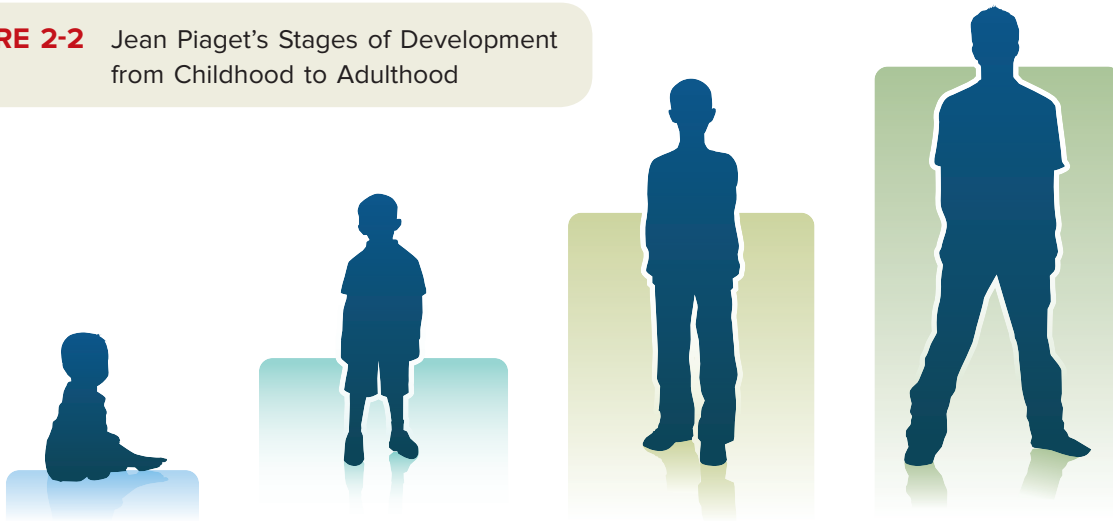 RE 2-2 Jean Piaget’s Stages of Development
from Childhood to Adulthood